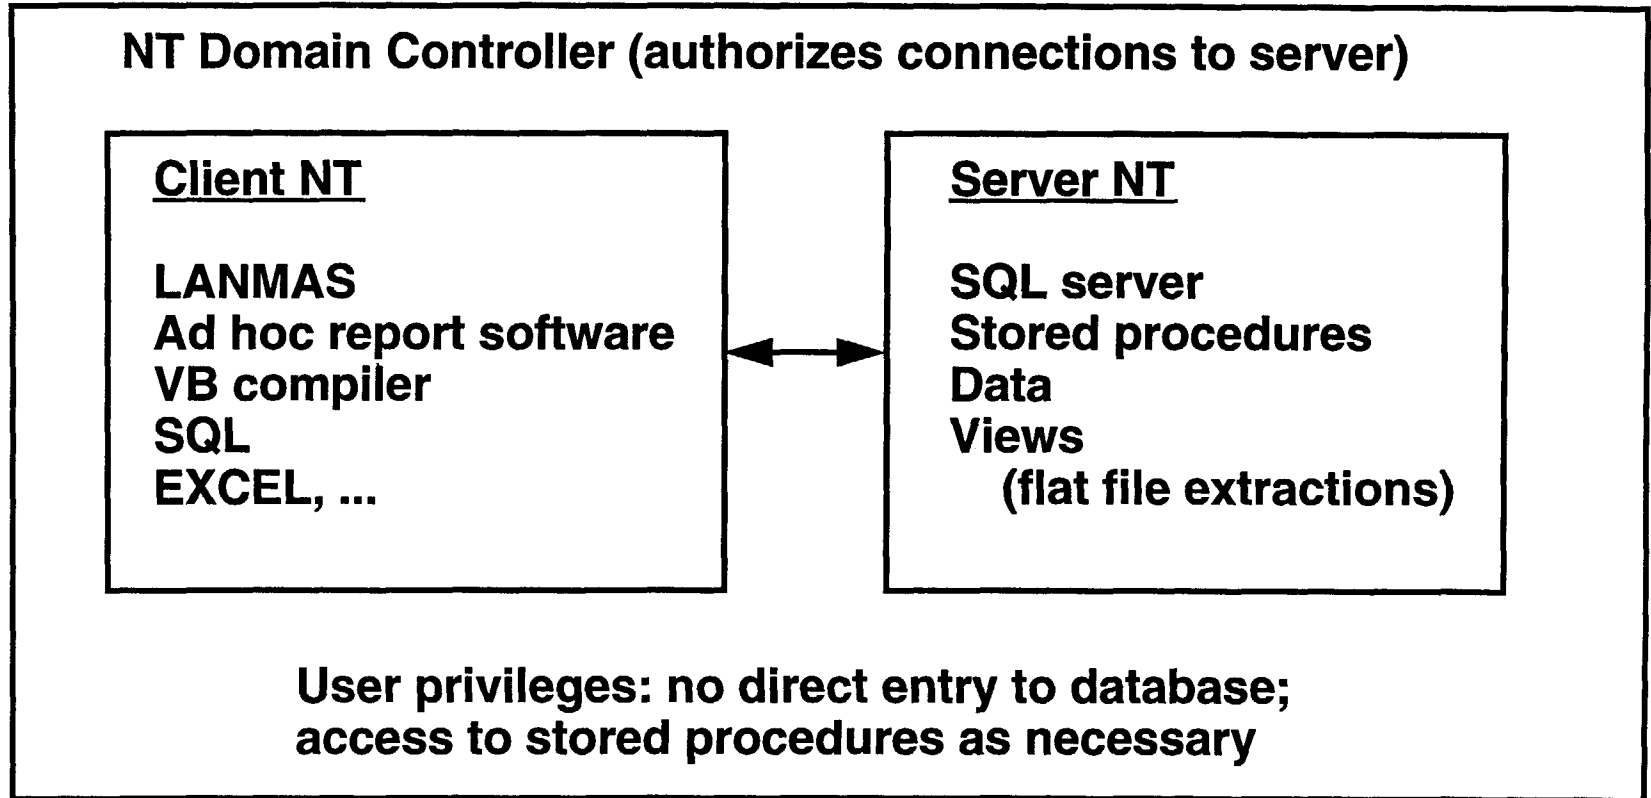 NT Domain Controller (authorizes connections to server)
Client NT
LANMAS
Ad hoc report software
VB compiler
SQL
EXCEL, ...
Server NT
SQL server
Stored procedures
Data
Views
(flat file extractions)
User privileges: no direct entry to database;
access to stored procedures as necessary